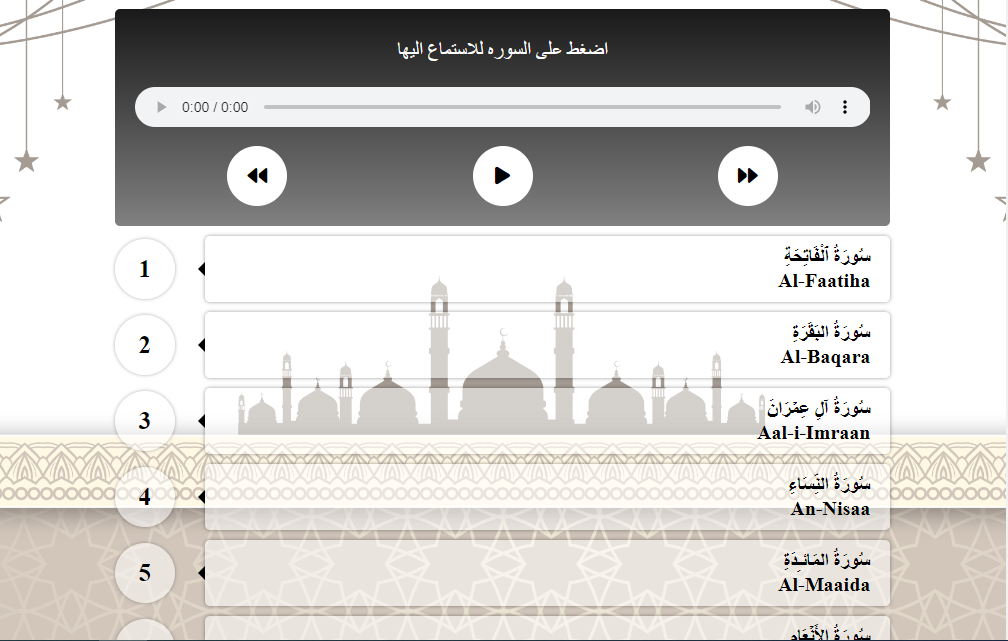 اضغط على السوره للاستماع اليها
0:00 / 0:00
1
سُورَةُ ٱلْفَاتِحَةِ
Al-Faatiha
2
سُورَةُ البَقَرَةِ
Al-Baqara
3
سُورَةُ آلِ عِمۡرَانَ
Aal-i-Imraan
4
سُورَةُ النِّسَاءِ
An-Nisaa
5
سُورَةُ المَائـِدَةِ
Al-Maaida
سُورَةُ الأَنۡعَامِ